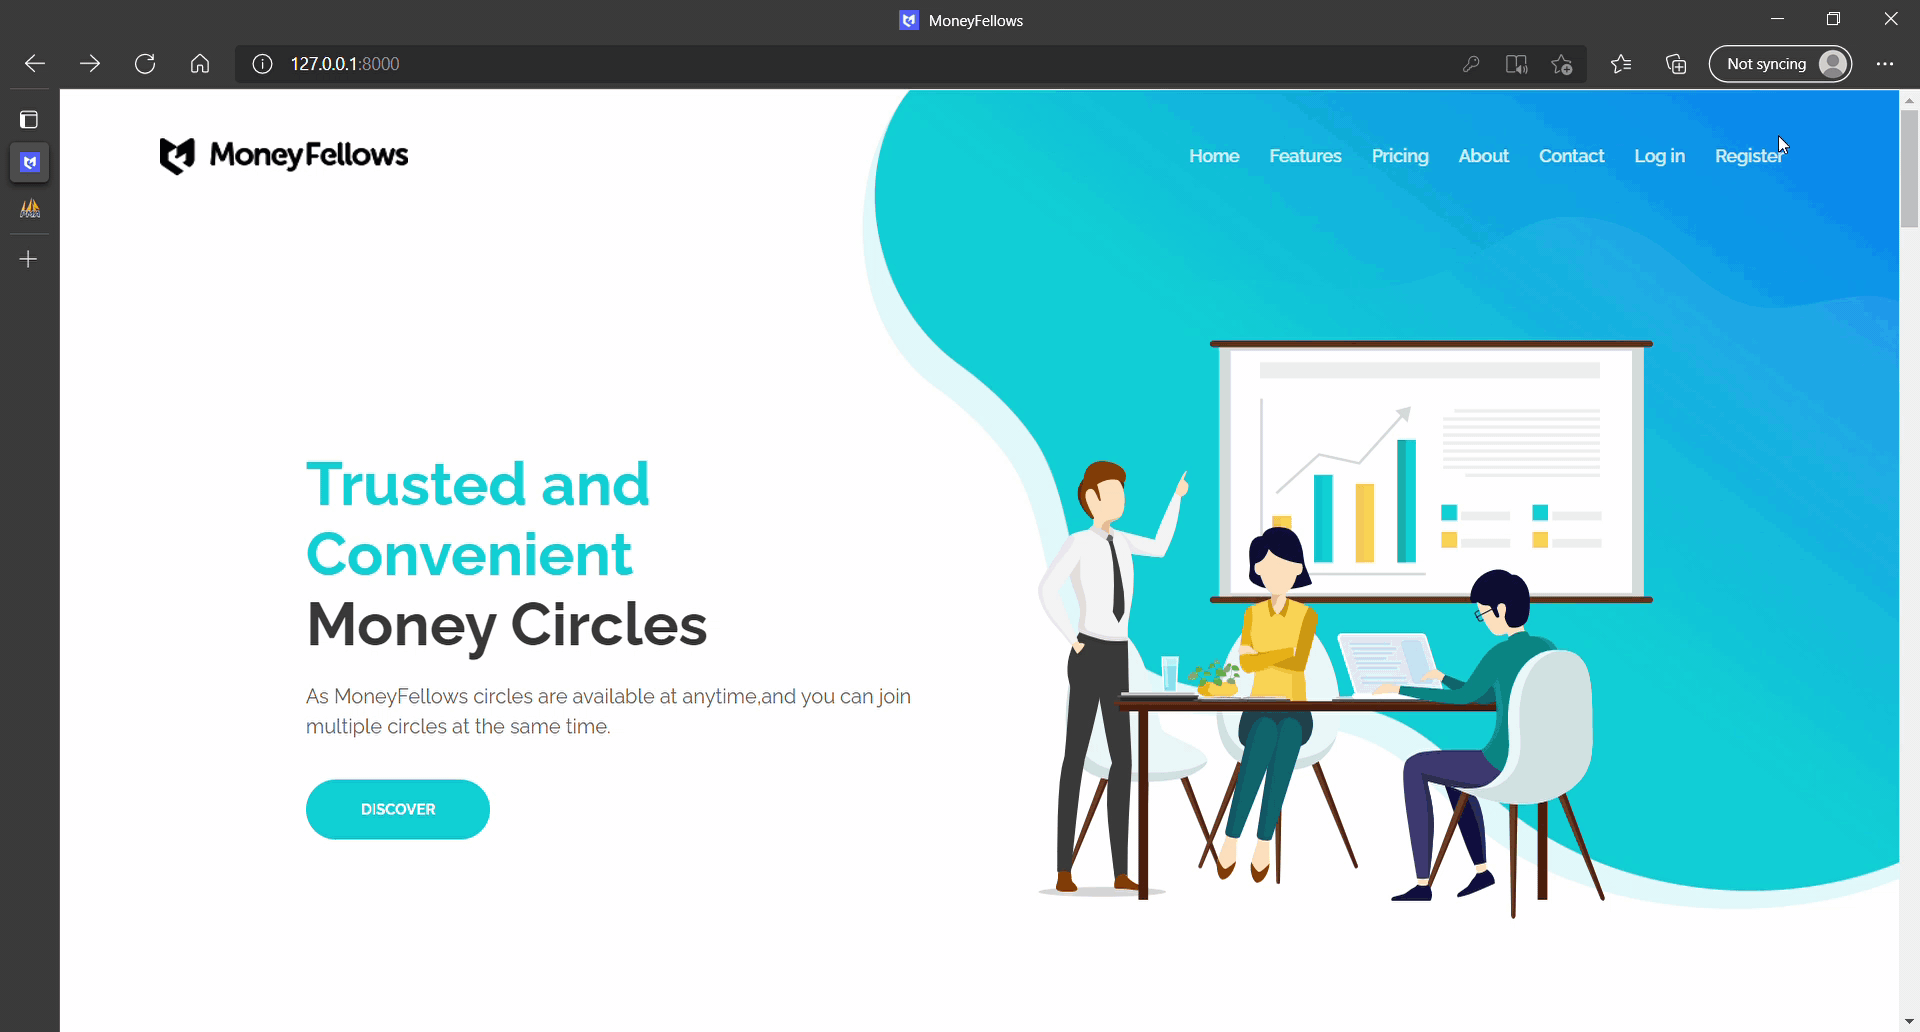 MoneyFellows
127.0.0.1:8000
Not syncing
MoneyFellows
Home Features Pricing About Contact Log in Register
Trusted and
Convenient
Money Circles
As MoneyFellows circles are available at anytime,and you can join
multiple circles at the same time.
DISCOVER